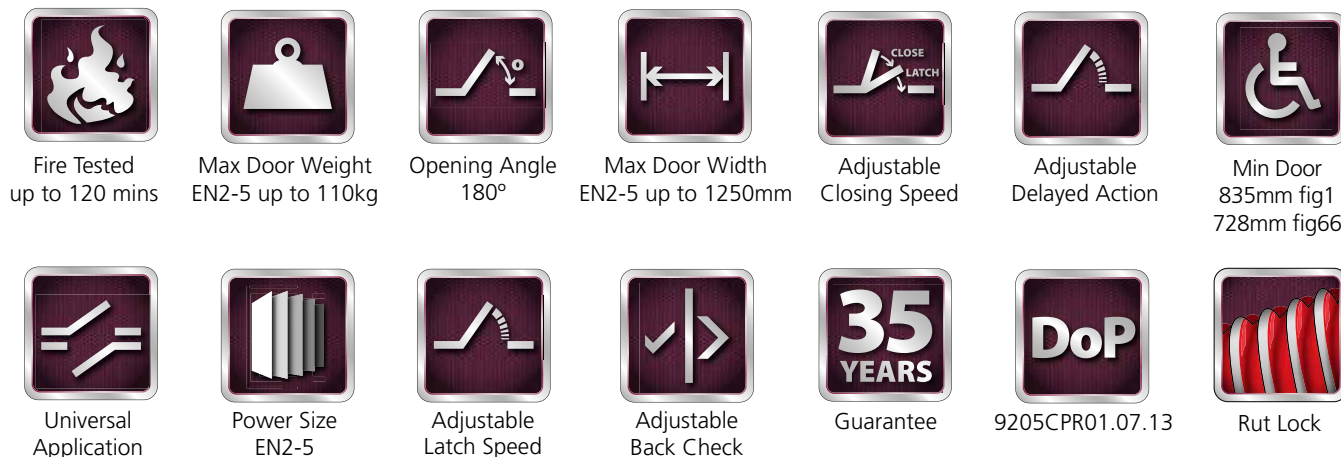 CLOSE
LATCH
Fire Tested
up to 120 mins
Max Door Weight
EN2-5 up to 110kg
Opening Angle
180º
Max Door Width
EN2-5 up to 1250mm
Adjustable
Closing Speed
Adjustable
Delayed Action
Min Door
835mm fig1
728mm fig66
35
YEARS
DoP
Universal
Application
Power Size
EN2-5
Adjustable
Latch Speed
Adjustable
Back Check
Guarantee
9205CPR01.07.13
Rut Lock